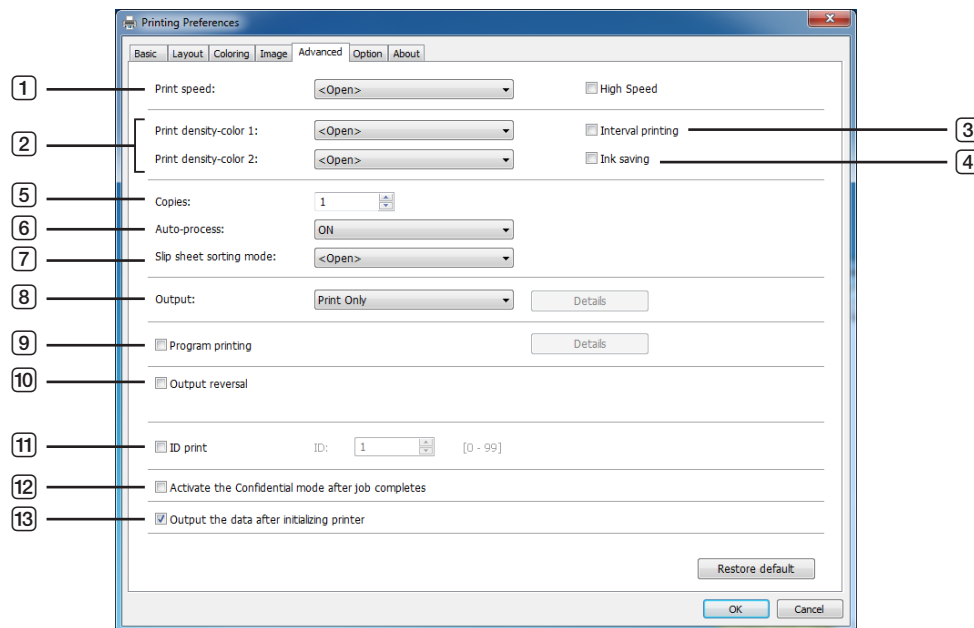 Printing Preferences
Basic Layout Coloring Image Advanced Option About
1 Print speed: <Open> High Speed
2 Print density-color 1: <Open> Interval printing 3
Print density-color 2: <Open> Ink saving 4
5 Copies: 1
6 Auto-process: ON
7 Slip sheet sorting mode: <Open>
8 Output: Print Only Details
9 Program printing Details
10 Output reversal
11 ID print ID: 1 [0 - 99]
12 Activate the Confidential mode after job completes
13 Output the data after initializing printer
Restore default
OK Cancel